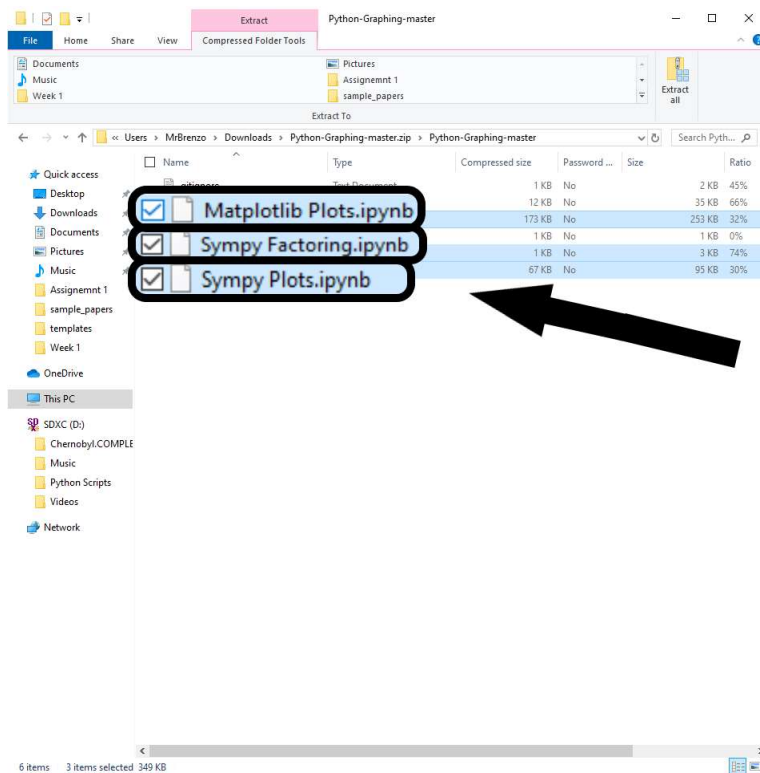 Extract
Python-Graphing-master
File Home Share View Compressed Folder Tools
Documents Pictures
Music Assignemnt 1
Week 1 sample_papers
Extract all
Extract To
« Users › MrBrenzo › Downloads › Python-Graphing-master.zip › Python-Graphing-master Search Pyth...
Name Type Compressed size Password ... Size Ratio
Quick access
Desktop
Downloads
Documents
Pictures
Music
Assignemnt 1
sample_papers
templates
Week 1
OneDrive
This PC
SDXC (D:)
Chernobyl.COMPLE
Music
Python Scripts
Videos
Network
.gitignore Text Document 1 KB No 2 KB 45%
12 KB No 35 KB 66%
Matplotlib Plots.ipynb 173 KB No 253 KB 32%
1 KB No 1 KB 0%
Sympy Factoring.ipynb 1 KB No 3 KB 74%
Sympy Plots.ipynb 67 KB No 95 KB 30%
6 items 3 items selected 349 KB